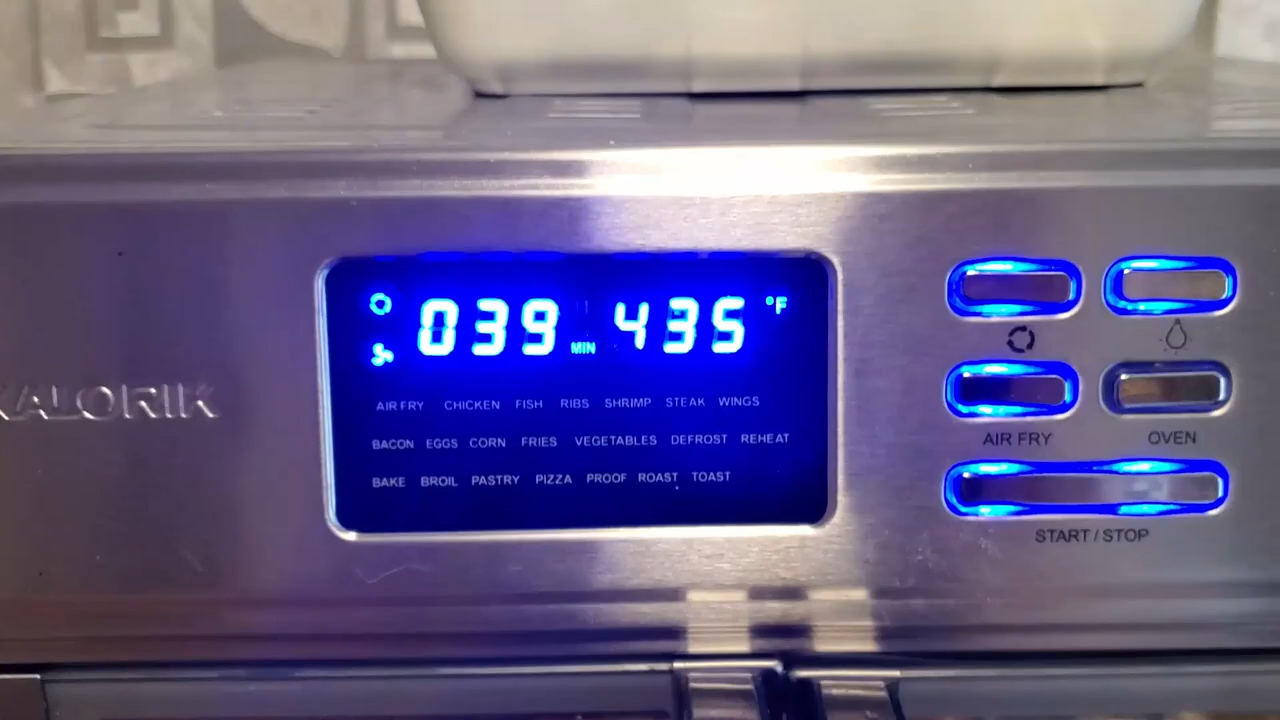 039 MIN 435 °F
AIR FRY CHICKEN FISH RIBS SHRIMP STEAK WINGS
BACON EGGS CORN FRIES VEGETABLES DEFROST REHEAT
BAKE BROIL PASTRY PIZZA PROOF ROAST TOAST
KALORIK
AIR FRY OVEN
START / STOP